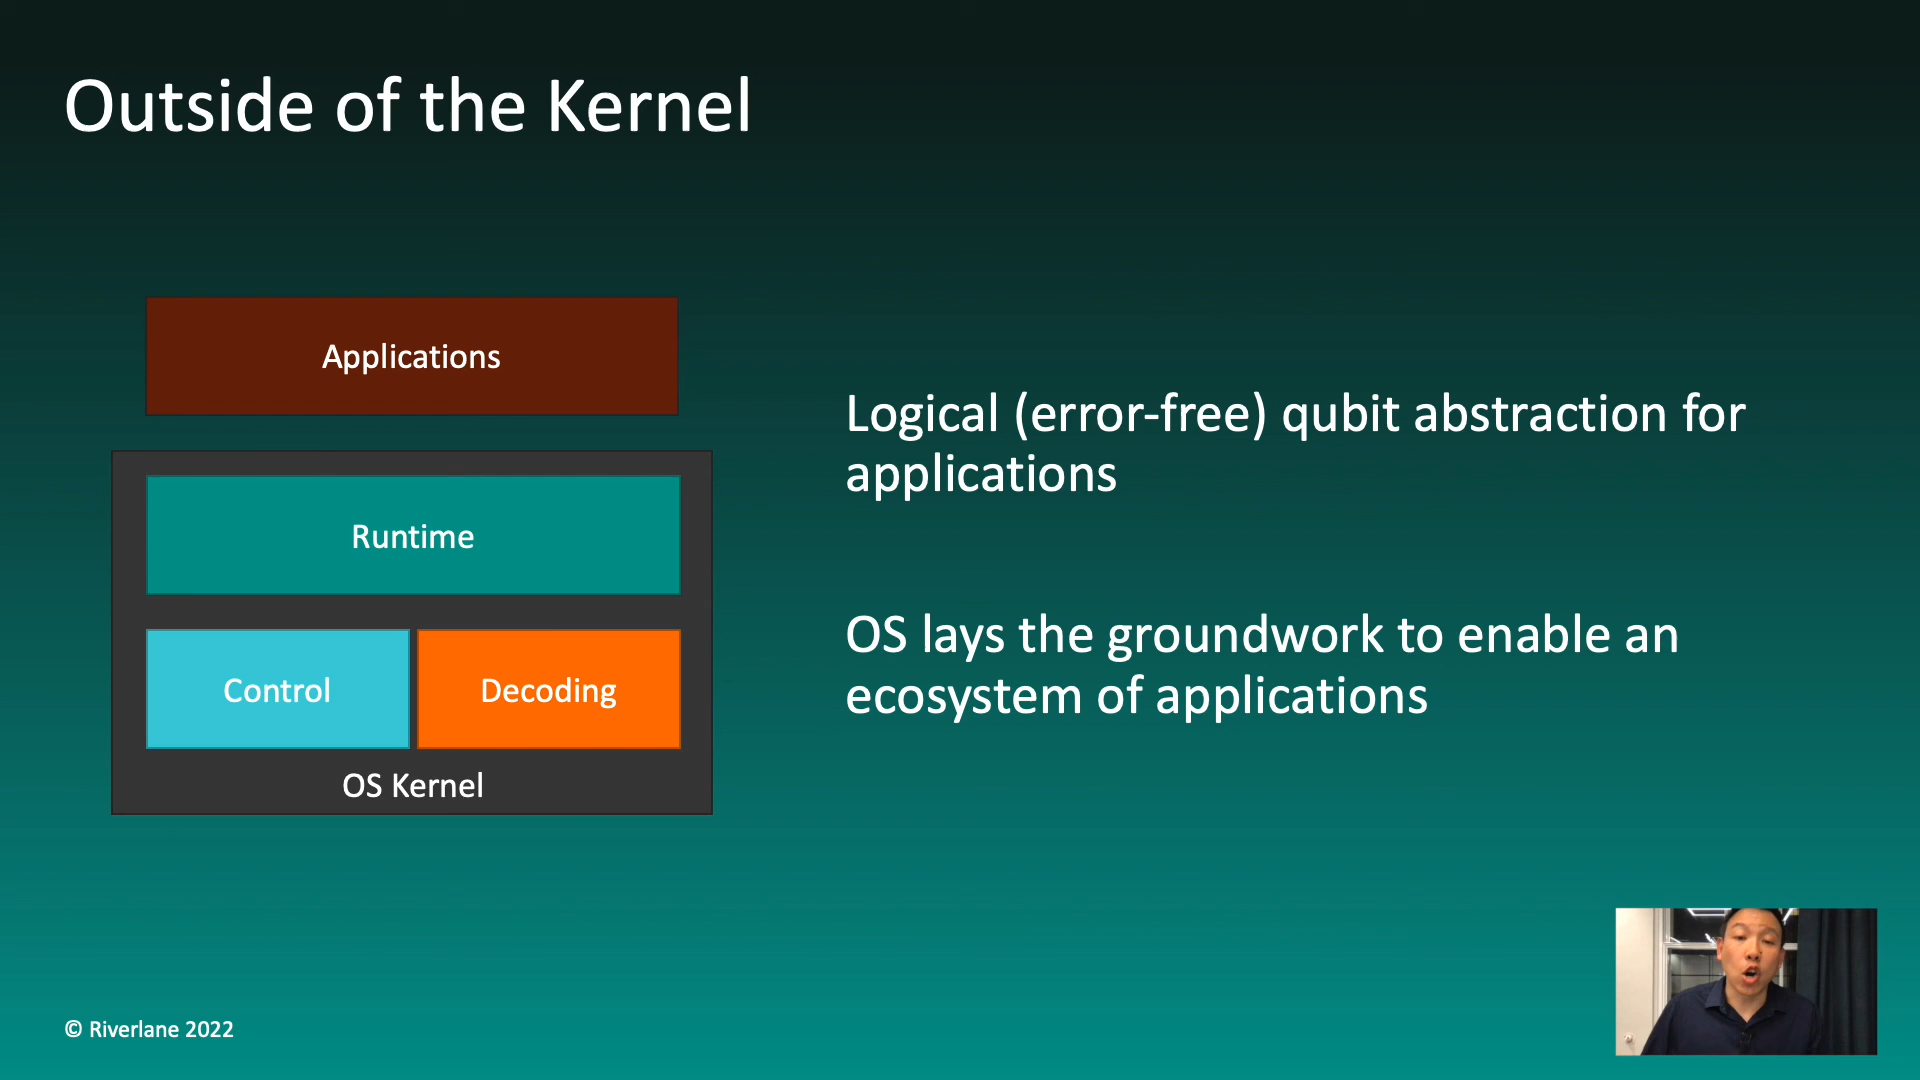 Outside of the Kernel
Applications
Runtime
Control
Decoding
OS Kernel
Logical (error-free) qubit abstraction for
applications
OS lays the groundwork to enable an
ecosystem of applications
© Riverlane 2022